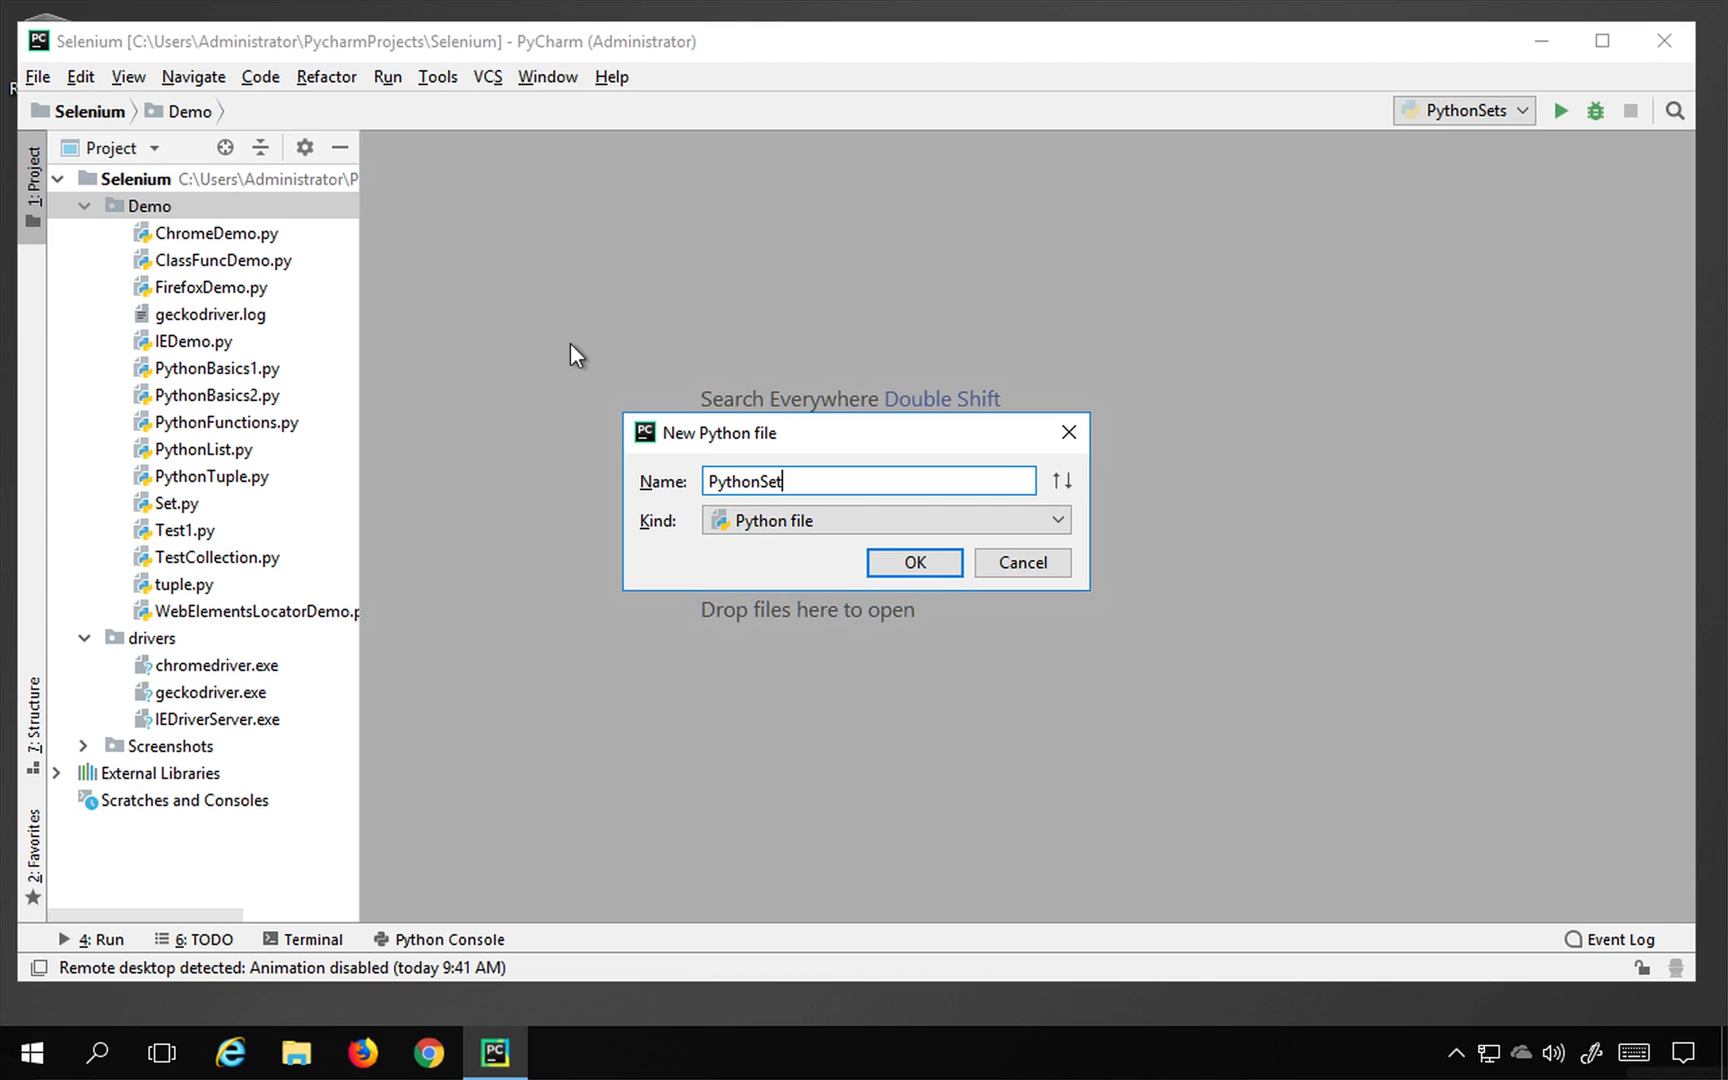 Selenium [C:\Users\Administrator\PycharmProjects\Selenium] - PyCharm (Administrator)
File Edit View Navigate Code Refactor Run Tools VCS Window Help
Selenium Demo PythonSets
1: Project
Project
Selenium C:\Users\Administrator\P
Demo
ChromeDemo.py
ClassFuncDemo.py
FirefoxDemo.py
geckodriver.log
IEDemo.py
PythonBasics1.py
PythonBasics2.py
PythonFunctions.py
PythonList.py
PythonTuple.py
Set.py
Test1.py
TestCollection.py
tuple.py
WebElementsLocatorDemo.p
drivers
chromedriver.exe
geckodriver.exe
IEDriverServer.exe
Screenshots
External Libraries
Scratches and Consoles
7: Structure
2: Favorites
Search Everywhere Double Shift
New Python file
Name: PythonSet
Kind: Python file
OK Cancel
Drop files here to open
4: Run 6: TODO Terminal Python Console Event Log
Remote desktop detected: Animation disabled (today 9:41 AM)